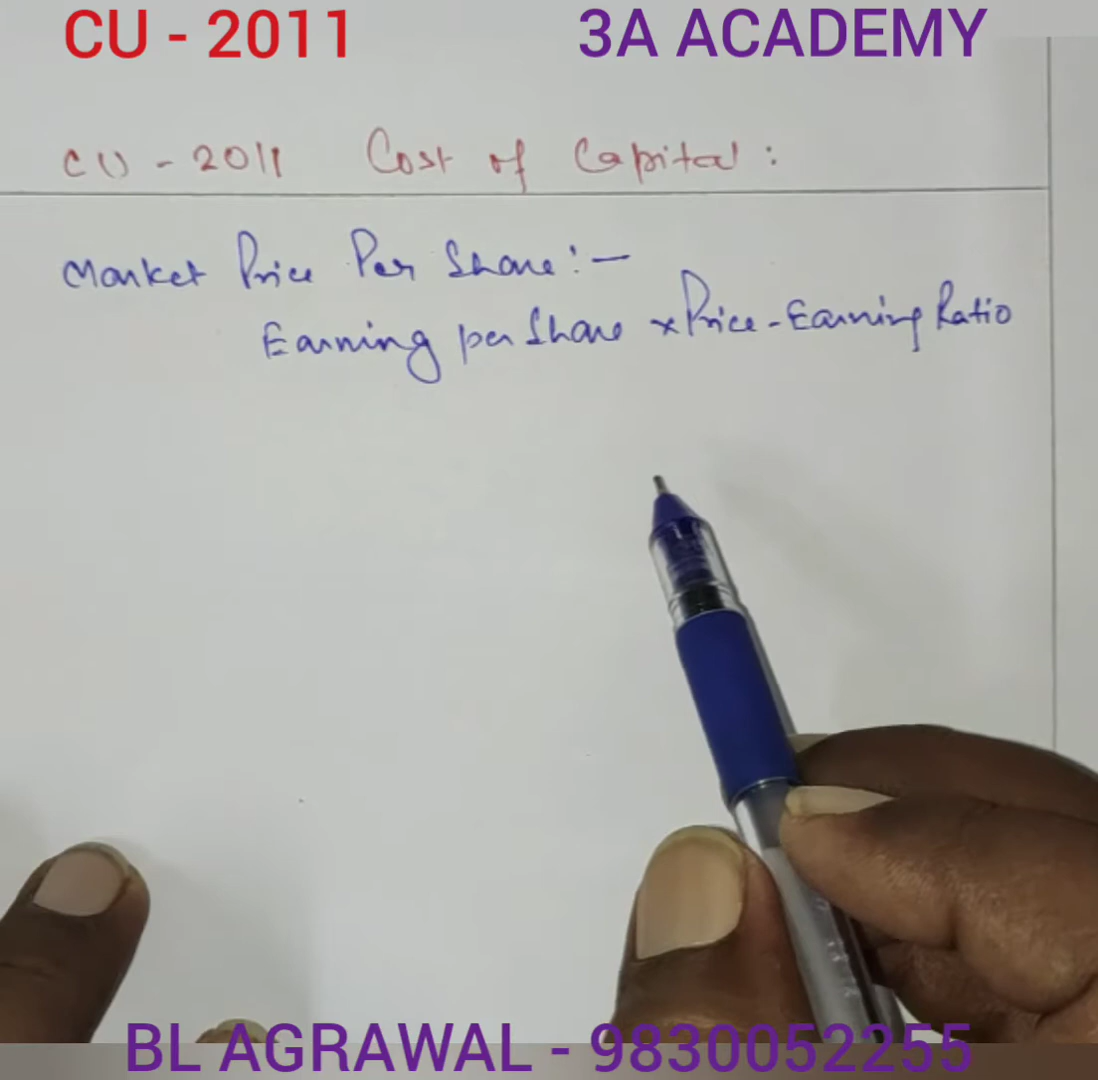 CU - 2011 3A ACADEMY
CU - 2011 Cost of Capital :
Market Price Per Share : -
Earning per Share x Price - Earning Ratio
BL AGRAWAL - 9830052255